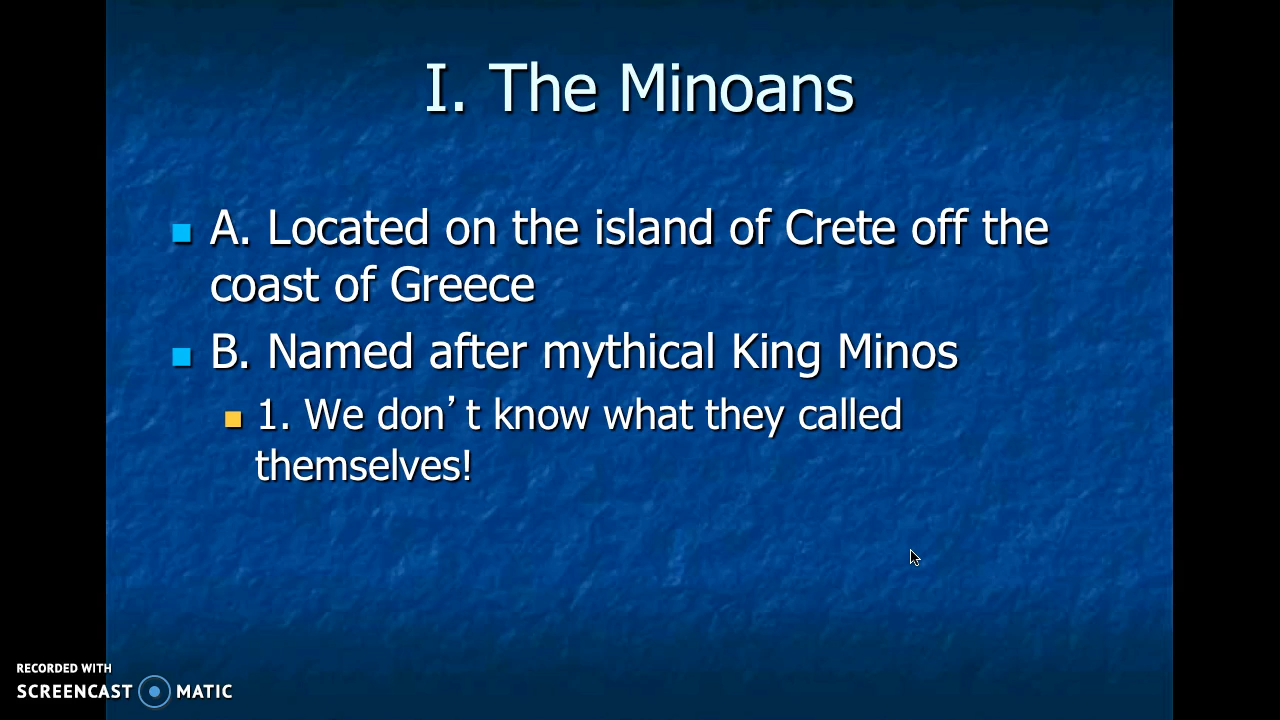 I. The Minoans
A. Located on the island of Crete off the
coast of Greece
B. Named after mythical King Minos
1. We don’t know what they called
themselves!
RECORDED WITH
SCREENCAST MATIC